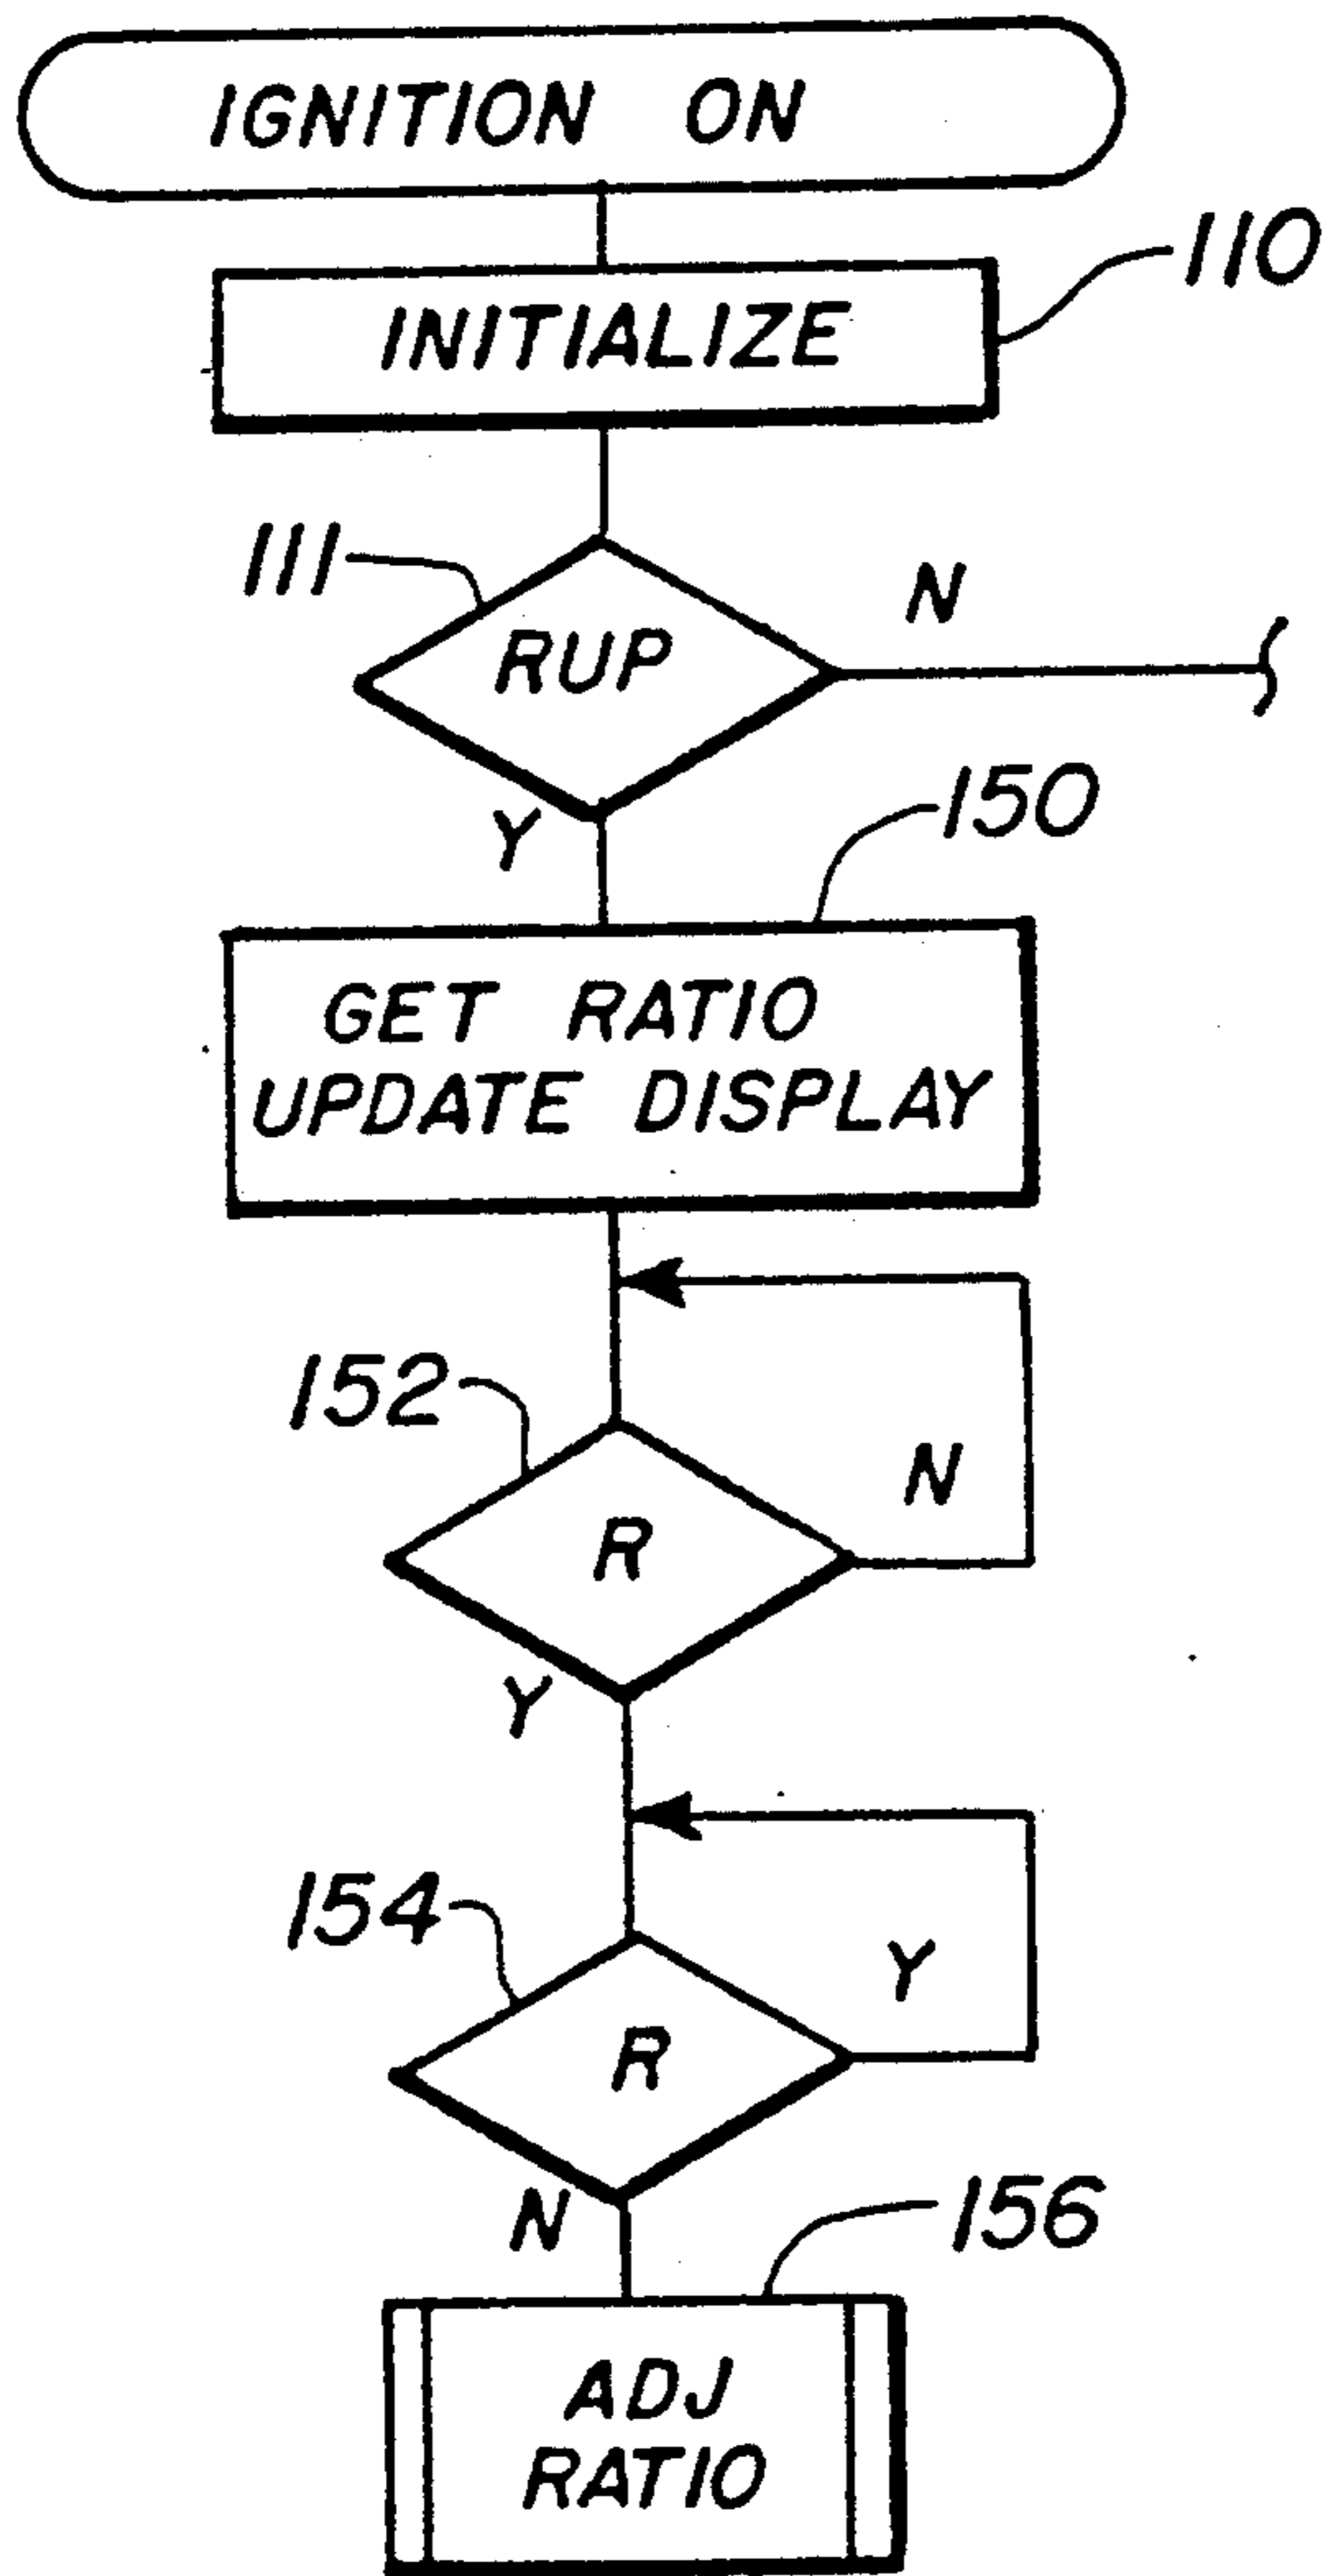 IGNITION ON
INITIALIZE
110
111
RUP
N
Y
150
GET RATIO
UPDATE DISPLAY
152
R
N
Y
154
R
Y
N
156
ADJ
RATIO